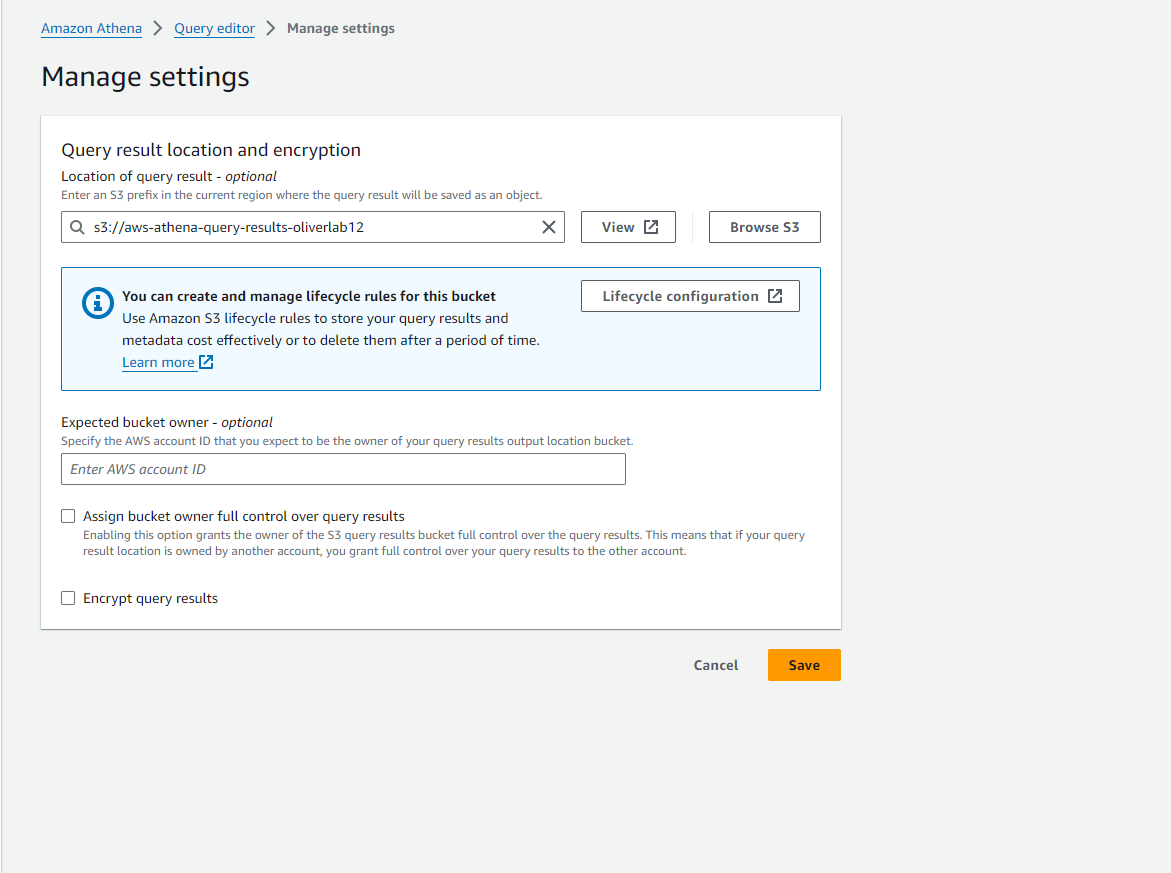 Amazon Athena > Query editor > Manage settings
Manage settings
Query result location and encryption
Location of query result - optional
Enter an S3 prefix in the current region where the query result will be saved as an object.
s3://aws-athena-query-results-oliverlab12
View
Browse S3
You can create and manage lifecycle rules for this bucket
Lifecycle configuration
Use Amazon S3 lifecycle rules to store your query results and
metadata cost effectively or to delete them after a period of time.
Learn more
Expected bucket owner - optional
Specify the AWS account ID that you expect to be the owner of your query results output location bucket.
Enter AWS account ID
Assign bucket owner full control over query results
Enabling this option grants the owner of the S3 query results bucket full control over the query results. This means that if your query
result location is owned by another account, you grant full control over your query results to the other account.
Encrypt query results
Cancel
Save